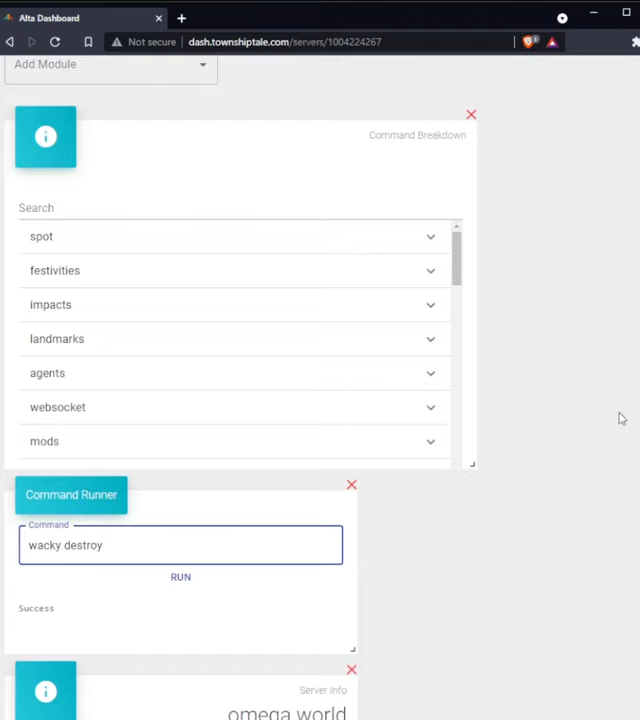 Alta Dashboard
Not secure | dash.townshiptale.com/servers/1004224267
Add Module
Command Breakdown
Search
spot
festivities
impacts
landmarks
agents
websocket
mods
Command Runner
Command
wacky destroy
RUN
Success
Server Info
omega world